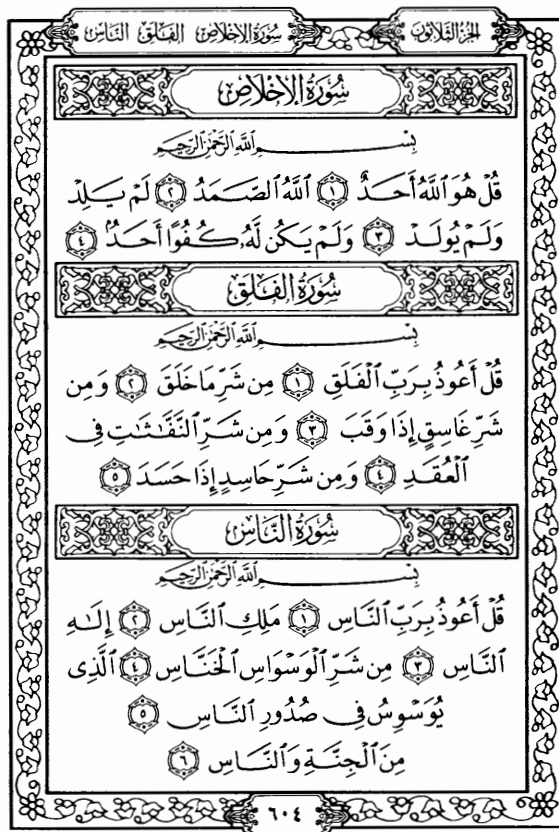 الجزء الثلاثون
سورة الإخلاص الفلق الناس
سُورَةُ الإِخْلَاصِ
بِسْمِ ٱللَّهِ ٱلرَّحْمَٰنِ ٱلرَّحِيمِ
قُلْ هُوَ ٱللَّهُ أَحَدٌ ١ ٱللَّهُ ٱلصَّمَدُ ٢ لَمْ يَلِدْ
وَلَمْ يُولَدْ ٣ وَلَمْ يَكُن لَّهُۥ كُفُوًا أَحَدٌۢ ٤
سُورَةُ الفَلَقِ
بِسْمِ ٱللَّهِ ٱلرَّحْمَٰنِ ٱلرَّحِيمِ
قُلْ أَعُوذُ بِرَبِّ ٱلْفَلَقِ ١ مِن شَرِّ مَا خَلَقَ ٢ وَمِن
شَرِّ غَاسِقٍ إِذَا وَقَبَ ٣ وَمِن شَرِّ ٱلنَّفَّٰثَٰتِ فِى
ٱلْعُقَدِ ٤ وَمِن شَرِّ حَاسِدٍ إِذَا حَسَدَ ٥
سُورَةُ النَّاسِ
بِسْمِ ٱللَّهِ ٱلرَّحْمَٰنِ ٱلرَّحِيمِ
قُلْ أَعُوذُ بِرَبِّ ٱلنَّاسِ ١ مَلِكِ ٱلنَّاسِ ٢ إِلَٰهِ
ٱلنَّاسِ ٣ مِن شَرِّ ٱلْوَسْوَاسِ ٱلْخَنَّاسِ ٤ ٱلَّذِى
يُوَسْوِسُ فِى صُدُورِ ٱلنَّاسِ ٥
مِنَ ٱلْجِنَّةِ وَٱلنَّاسِ ٦
٦٠٤